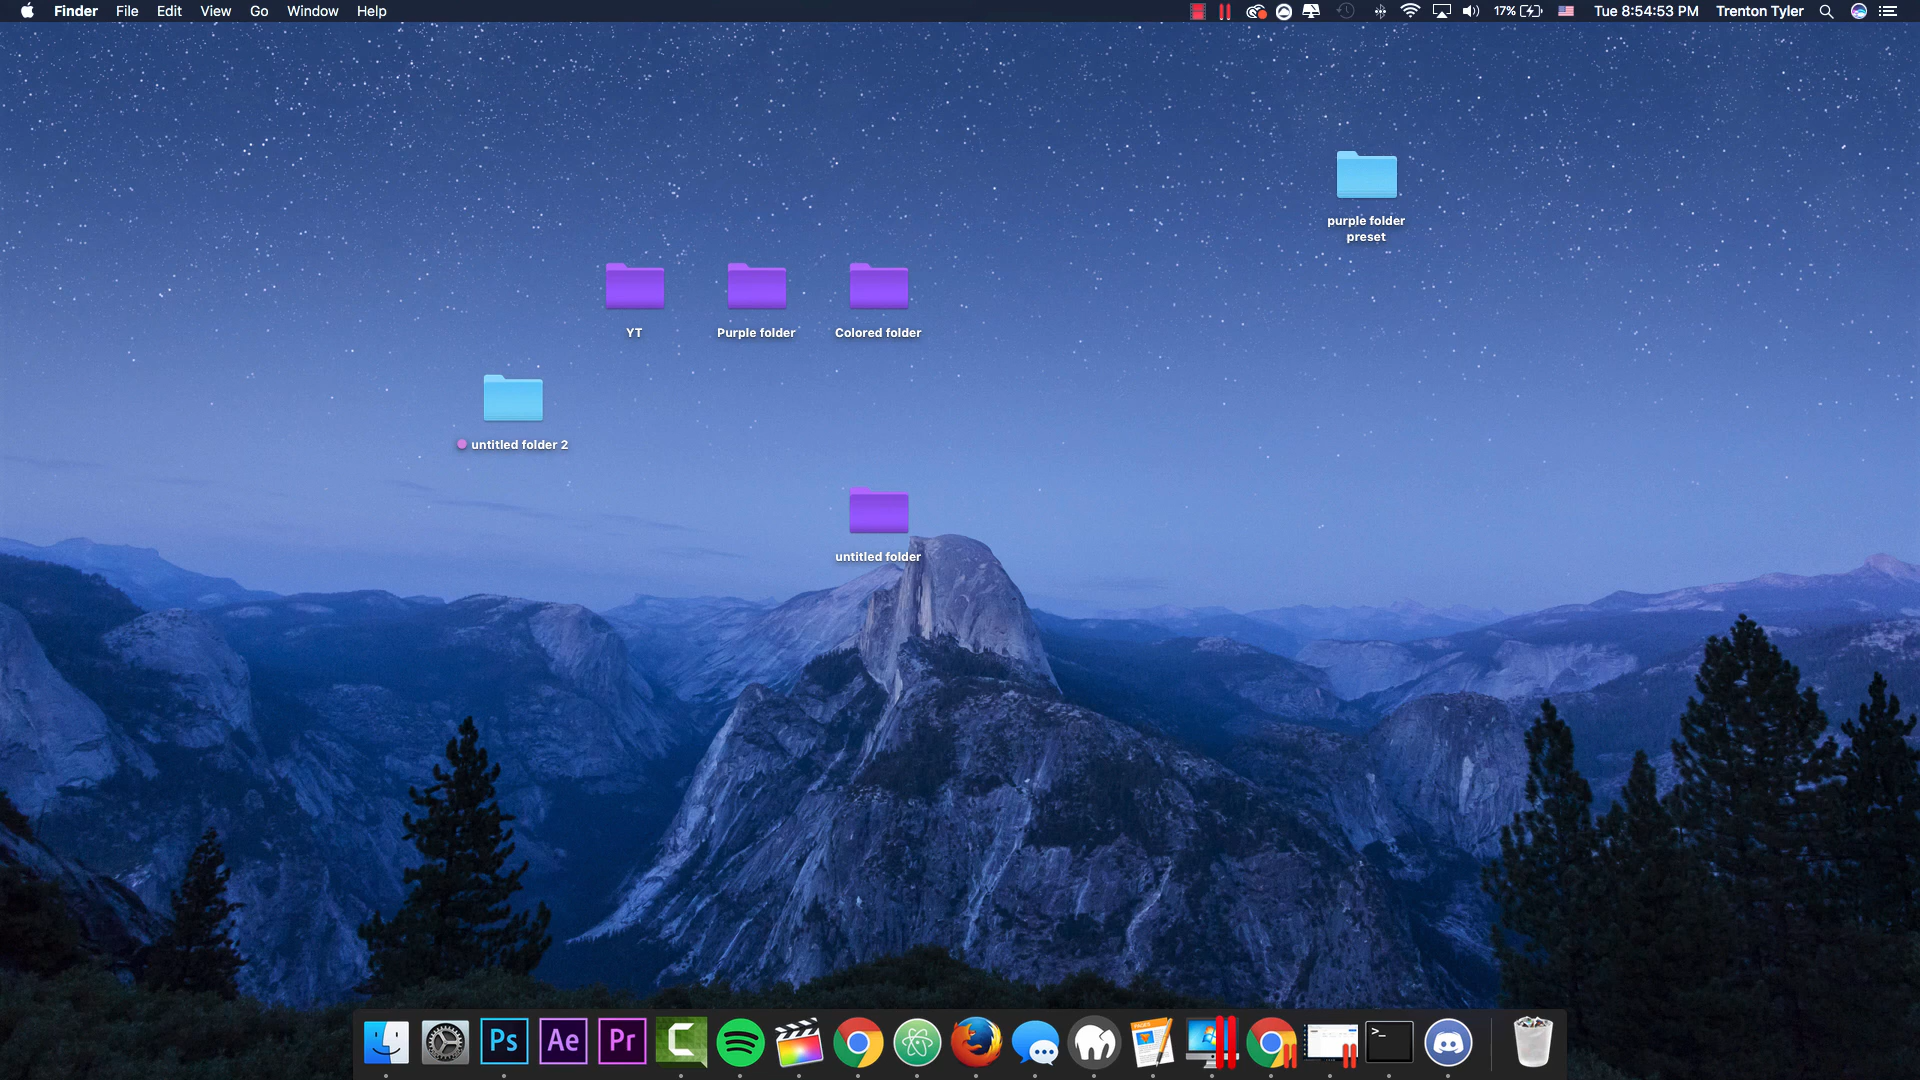 Finder File Edit View Go Window Help 17% Tue 8:54:53 PM Trenton Tyler
purple folder
preset
YT Purple folder Colored folder
untitled folder 2
untitled folder
Ps Ae Pr C PAGES >_